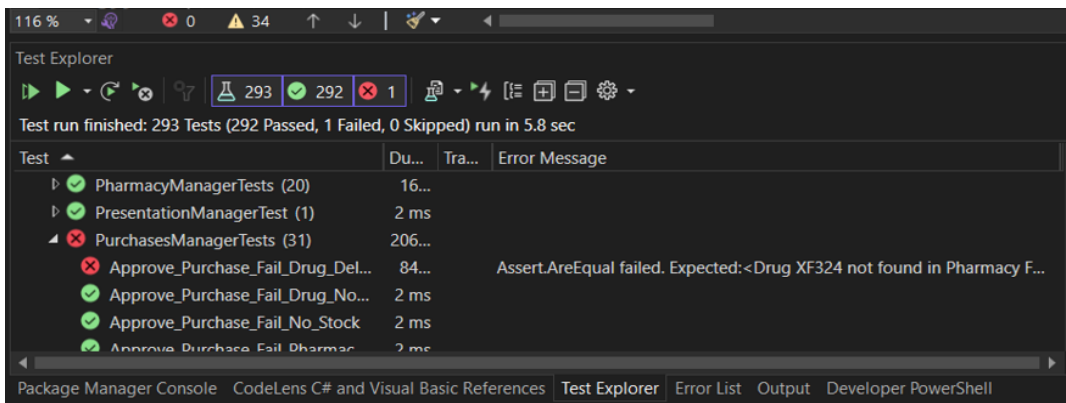 116 % 0 34
Test Explorer
293 292 1
Test run finished: 293 Tests (292 Passed, 1 Failed, 0 Skipped) run in 5.8 sec
Test Du... Tra... Error Message
PharmacyManagerTests (20) 16...
PresentationManagerTest (1) 2 ms
PurchasesManagerTests (31) 206...
Approve_Purchase_Fail_Drug_Del... 84... Assert.AreEqual failed. Expected:<Drug XF324 not found in Pharmacy F...
Approve_Purchase_Fail_Drug_No... 2 ms
Approve_Purchase_Fail_No_Stock 2 ms
Approve_Purchase_Fail_Pharmac... 2 ms
Package Manager Console CodeLens C# and Visual Basic References Test Explorer Error List Output Developer PowerShell